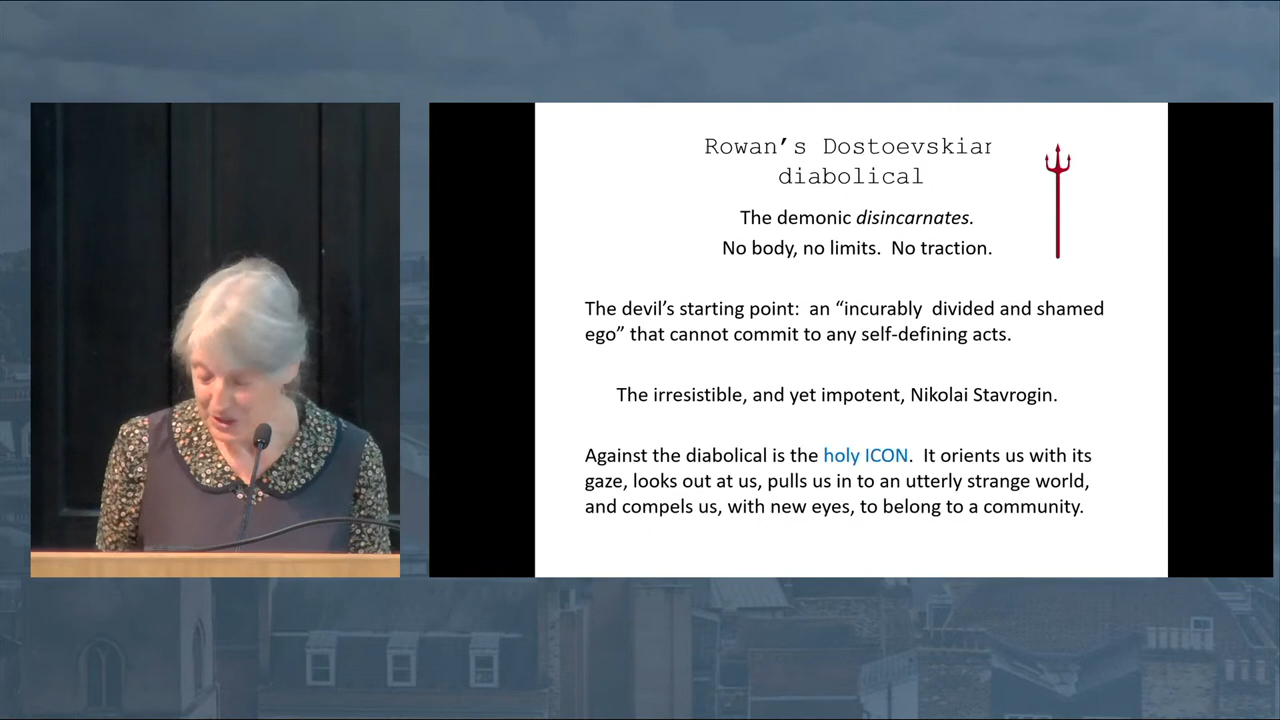 Rowan’s Dostoevskian
diabolical
The demonic disincarnates.
No body, no limits.  No traction.
The devil’s starting point:  an “incurably  divided and shamed
ego” that cannot commit to any self-defining acts.
The irresistible, and yet impotent, Nikolai Stavrogin.
Against the diabolical is the holy ICON.  It orients us with its
gaze, looks out at us, pulls us in to an utterly strange world,
and compels us, with new eyes, to belong to a community.